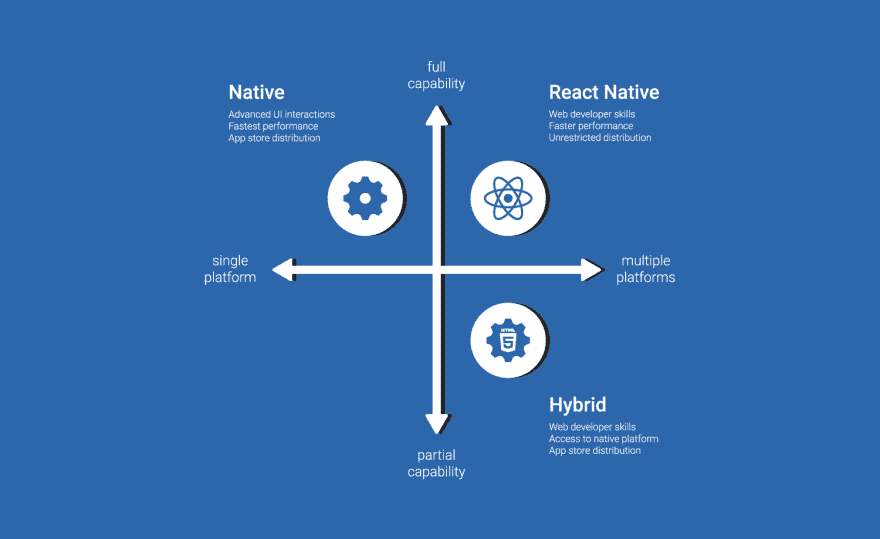 full
capability
Native
Advanced UI interactions
Fastest performance
App store distribution
React Native
Web developer skills
Faster performance
Unrestricted distribution
single
platform
multiple
platforms
HTML
5
Hybrid
Web developer skills
Access to native platform
App store distribution
partial
capability